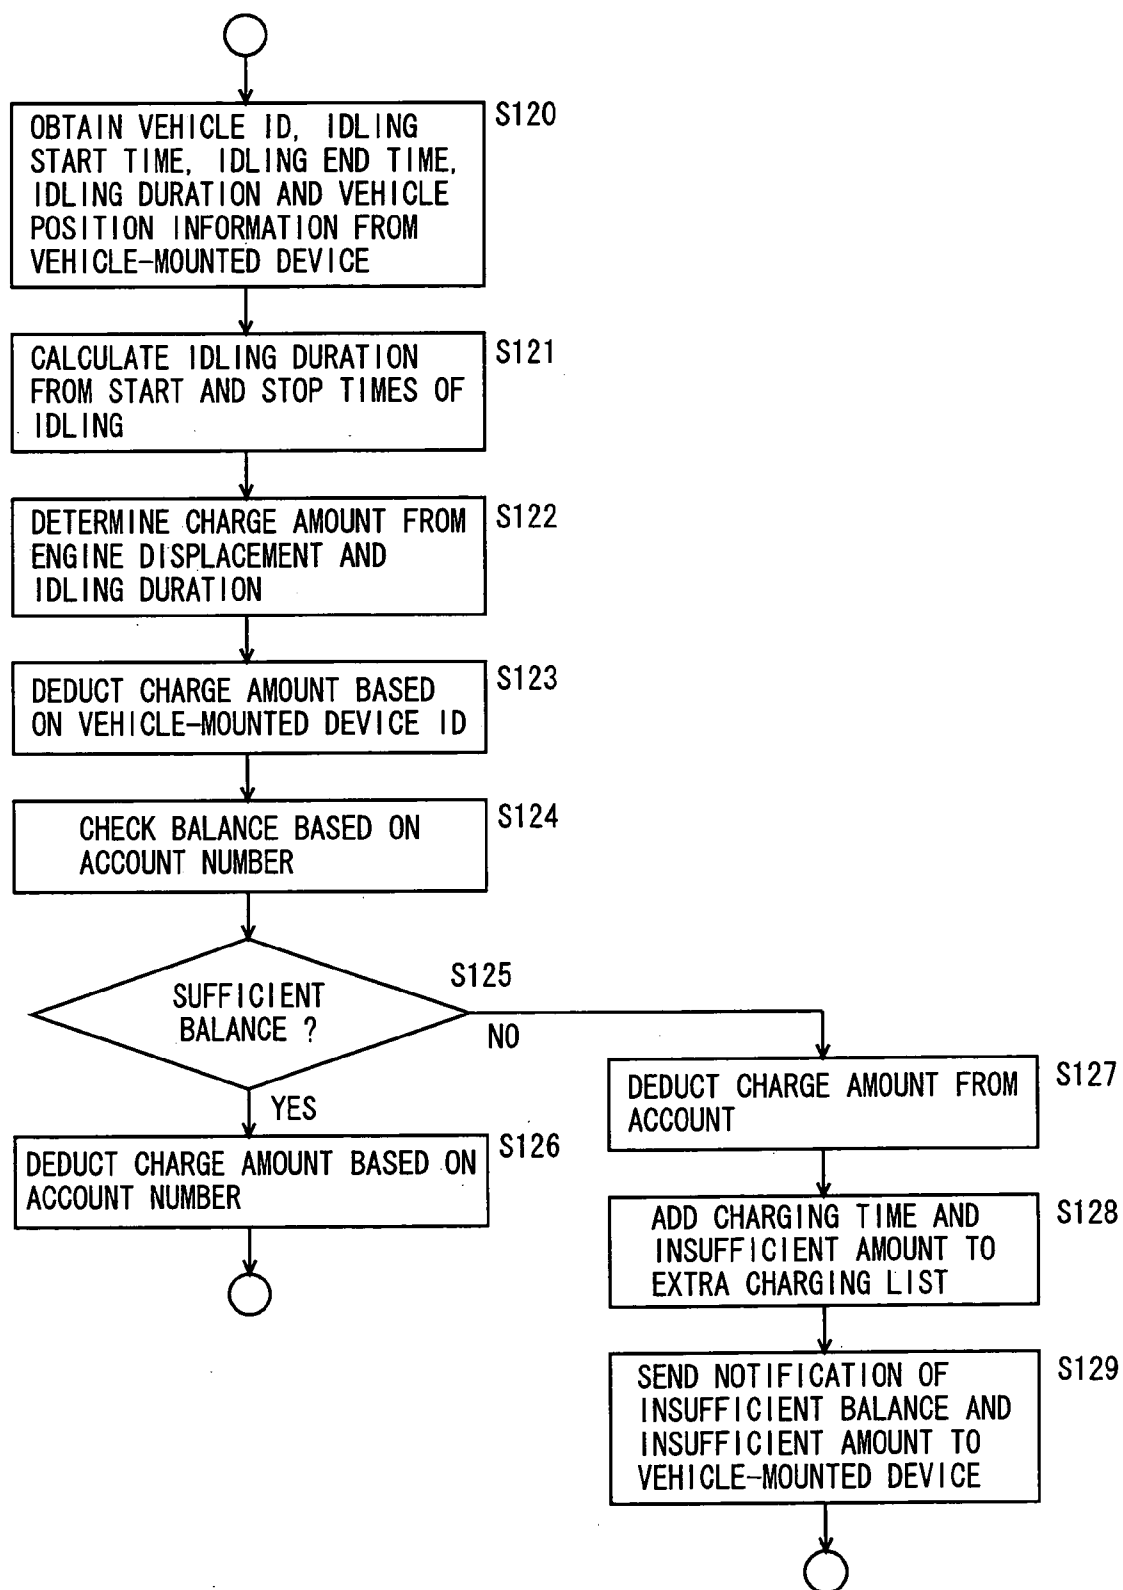 S120
OBTAIN VEHICLE ID, IDLING
START TIME, IDLING END TIME,
IDLING DURATION AND VEHICLE
POSITION INFORMATION FROM
VEHICLE-MOUNTED DEVICE
S121
CALCULATE IDLING DURATION
FROM START AND STOP TIMES OF
IDLING
S122
DETERMINE CHARGE AMOUNT FROM
ENGINE DISPLACEMENT AND
IDLING DURATION
S123
DEDUCT CHARGE AMOUNT BASED
ON VEHICLE-MOUNTED DEVICE ID
S124
CHECK BALANCE BASED ON
ACCOUNT NUMBER
S125
SUFFICIENT
BALANCE ?
NO
YES
S126
DEDUCT CHARGE AMOUNT BASED ON
ACCOUNT NUMBER
S127
DEDUCT CHARGE AMOUNT FROM
ACCOUNT
S128
ADD CHARGING TIME AND
INSUFFICIENT AMOUNT TO
EXTRA CHARGING LIST
S129
SEND NOTIFICATION OF
INSUFFICIENT BALANCE AND
INSUFFICIENT AMOUNT TO
VEHICLE-MOUNTED DEVICE